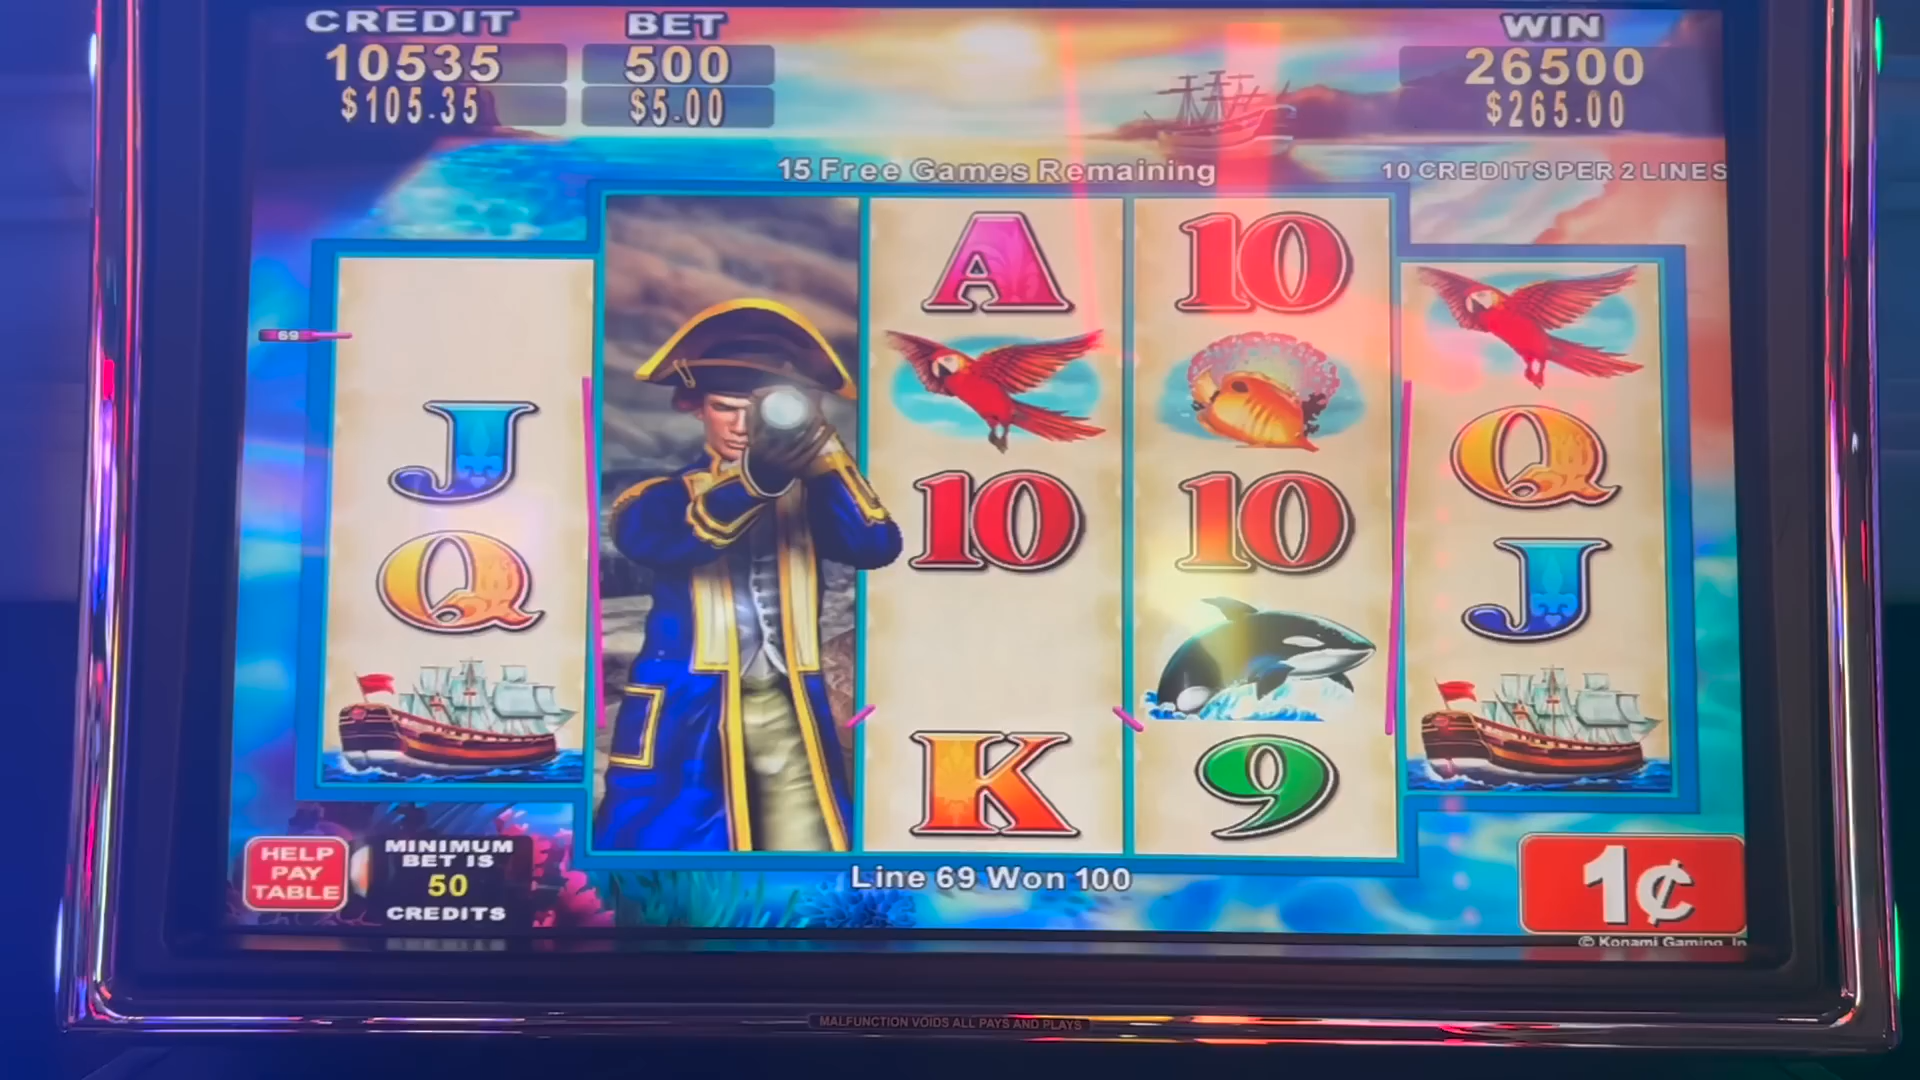 CREDIT
BET
WIN
10535
500
26500
$105.35
$5.00
$265.00
15 Free Games Remaining
10 CREDITS PER 2 LINES
A
10
69
J
10
10
Q
Q
J
K
9
HELP
PAY
TABLE
MINIMUM
BET IS
50
CREDITS
Line 69 Won 100
1¢
© Konami Gaming, In
MALFUNCTION VOIDS ALL PAYS AND PLAYS